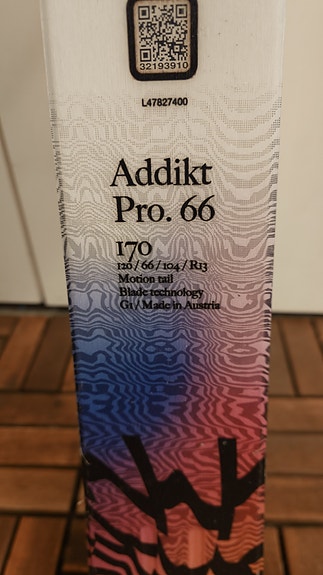 32193910
L47827400
Addikt
Pro. 66
170
120 / 66 / 104 / R13
Motion tail
Blade technology
G1 / Made in Austria